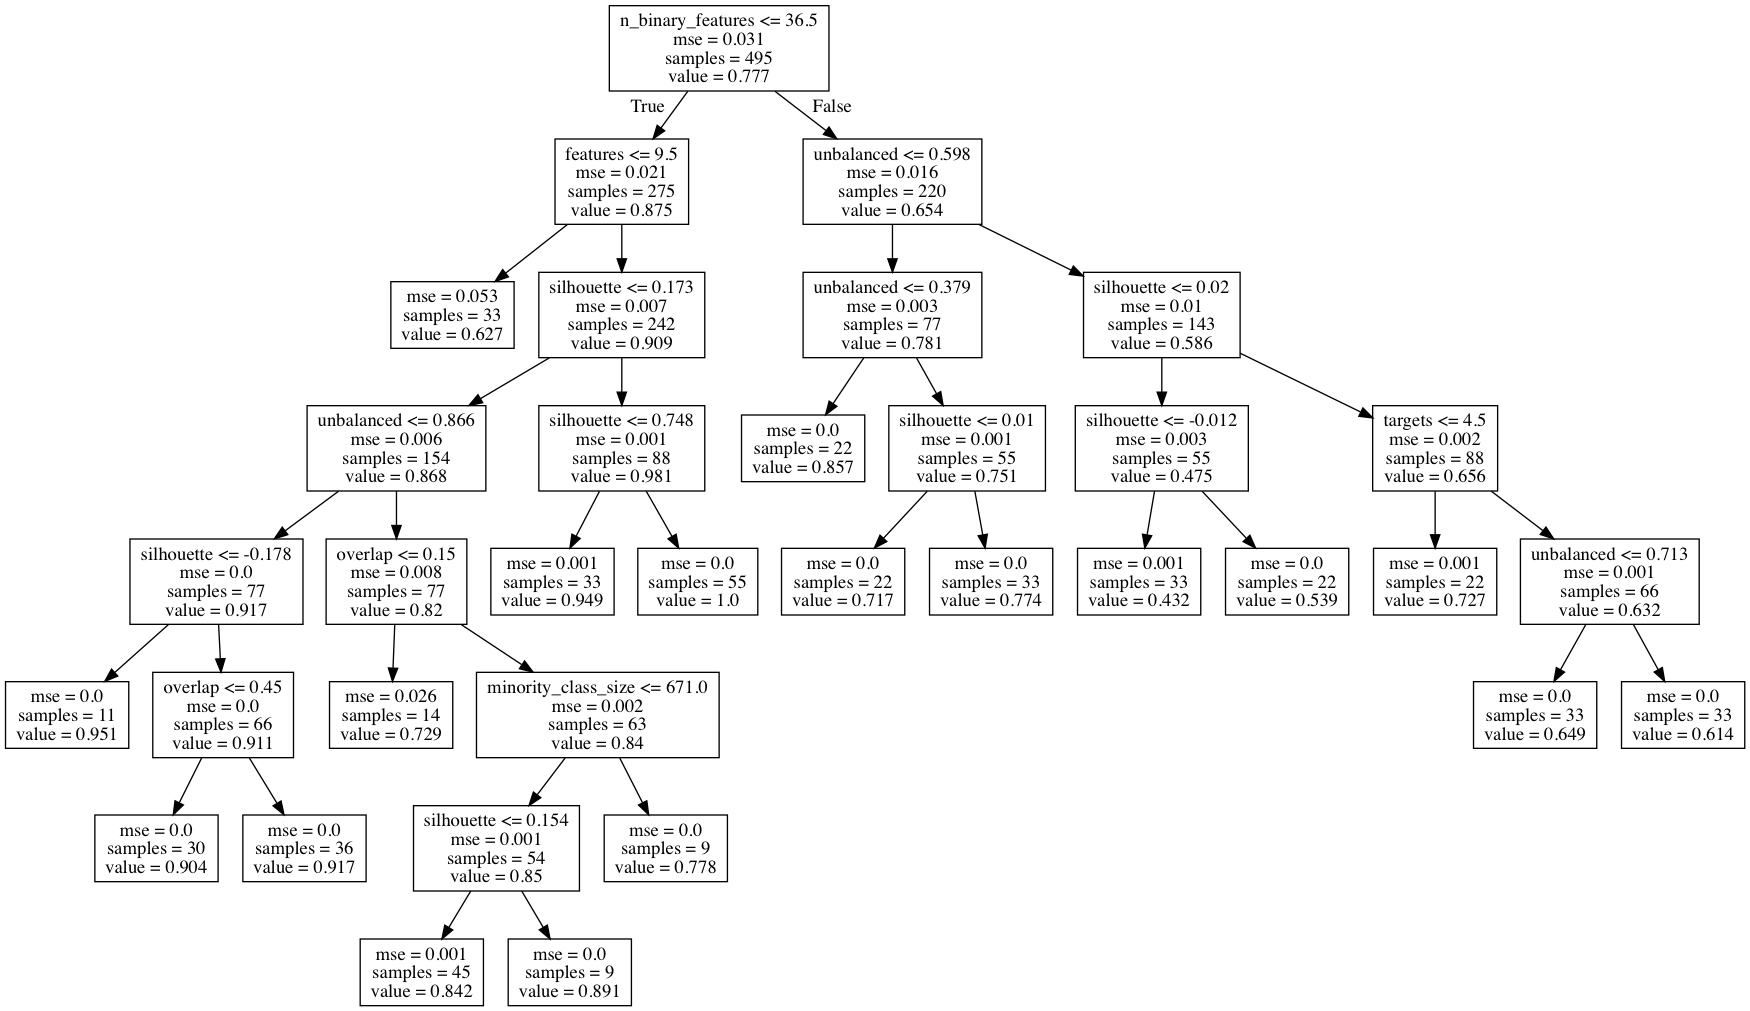 n_binary_features <= 36.5
mse = 0.031
samples = 495
value = 0.777
True
False
features <= 9.5
mse = 0.021
samples = 275
value = 0.875
unbalanced <= 0.598
mse = 0.016
samples = 220
value = 0.654
mse = 0.053
samples = 33
value = 0.627
silhouette <= 0.173
mse = 0.007
samples = 242
value = 0.909
unbalanced <= 0.379
mse = 0.003
samples = 77
value = 0.781
silhouette <= 0.02
mse = 0.01
samples = 143
value = 0.586
unbalanced <= 0.866
mse = 0.006
samples = 154
value = 0.868
silhouette <= 0.748
mse = 0.001
samples = 88
value = 0.981
mse = 0.0
samples = 22
value = 0.857
silhouette <= 0.01
mse = 0.001
samples = 55
value = 0.751
silhouette <= -0.012
mse = 0.003
samples = 55
value = 0.475
targets <= 4.5
mse = 0.002
samples = 88
value = 0.656
silhouette <= -0.178
mse = 0.0
samples = 77
value = 0.917
overlap <= 0.15
mse = 0.008
samples = 77
value = 0.82
mse = 0.001
samples = 33
value = 0.949
mse = 0.0
samples = 55
value = 1.0
mse = 0.0
samples = 22
value = 0.717
mse = 0.0
samples = 33
value = 0.774
mse = 0.001
samples = 33
value = 0.432
mse = 0.0
samples = 22
value = 0.539
mse = 0.001
samples = 22
value = 0.727
unbalanced <= 0.713
mse = 0.001
samples = 66
value = 0.632
mse = 0.0
samples = 11
value = 0.951
overlap <= 0.45
mse = 0.0
samples = 66
value = 0.911
mse = 0.026
samples = 14
value = 0.729
minority_class_size <= 671.0
mse = 0.002
samples = 63
value = 0.84
mse = 0.0
samples = 33
value = 0.649
mse = 0.0
samples = 33
value = 0.614
mse = 0.0
samples = 30
value = 0.904
mse = 0.0
samples = 36
value = 0.917
silhouette <= 0.154
mse = 0.001
samples = 54
value = 0.85
mse = 0.0
samples = 9
value = 0.778
mse = 0.001
samples = 45
value = 0.842
mse = 0.0
samples = 9
value = 0.891